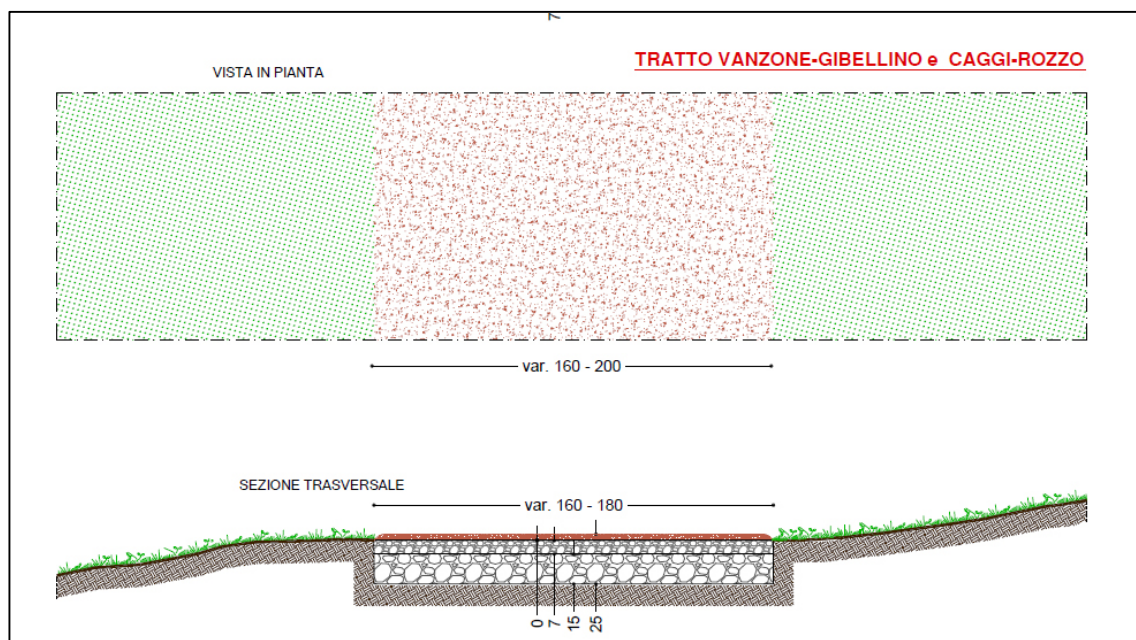 7
TRATTO VANZONE-GIBELLINO e CAGGI-ROZZO
VISTA IN PIANTA
var. 160 - 200
SEZIONE TRASVERSALE
var. 160 - 180
0
7
15
25